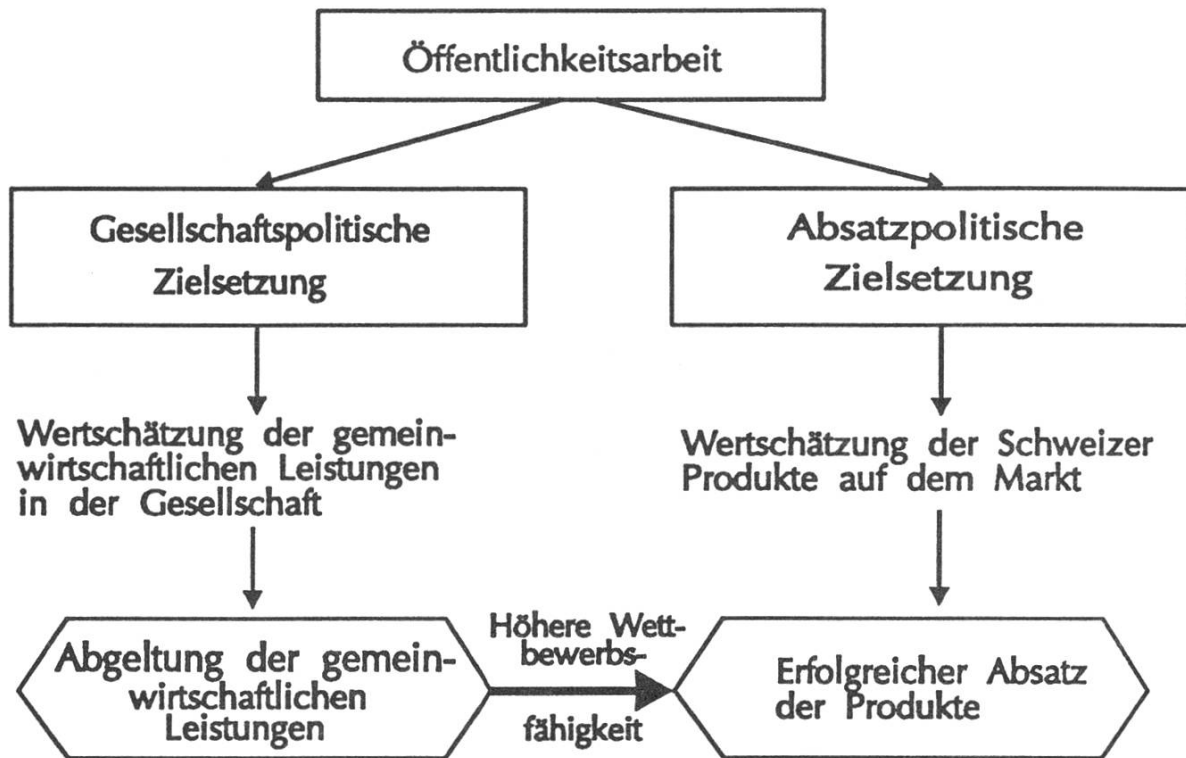 Öffentlichkeitsarbeit
Gesellschaftspolitische
Zielsetzung
Absatzpolitische
Zielsetzung
Wertschätzung der gemein-
wirtschaftlichen Leistungen
in der Gesellschaft
Wertschätzung der Schweizer
Produkte auf dem Markt
Abgeltung der gemein-
wirtschaftlichen
Leistungen
Höhere Wett-
bewerbs-
fähigkeit
Erfolgreicher Absatz
der Produkte